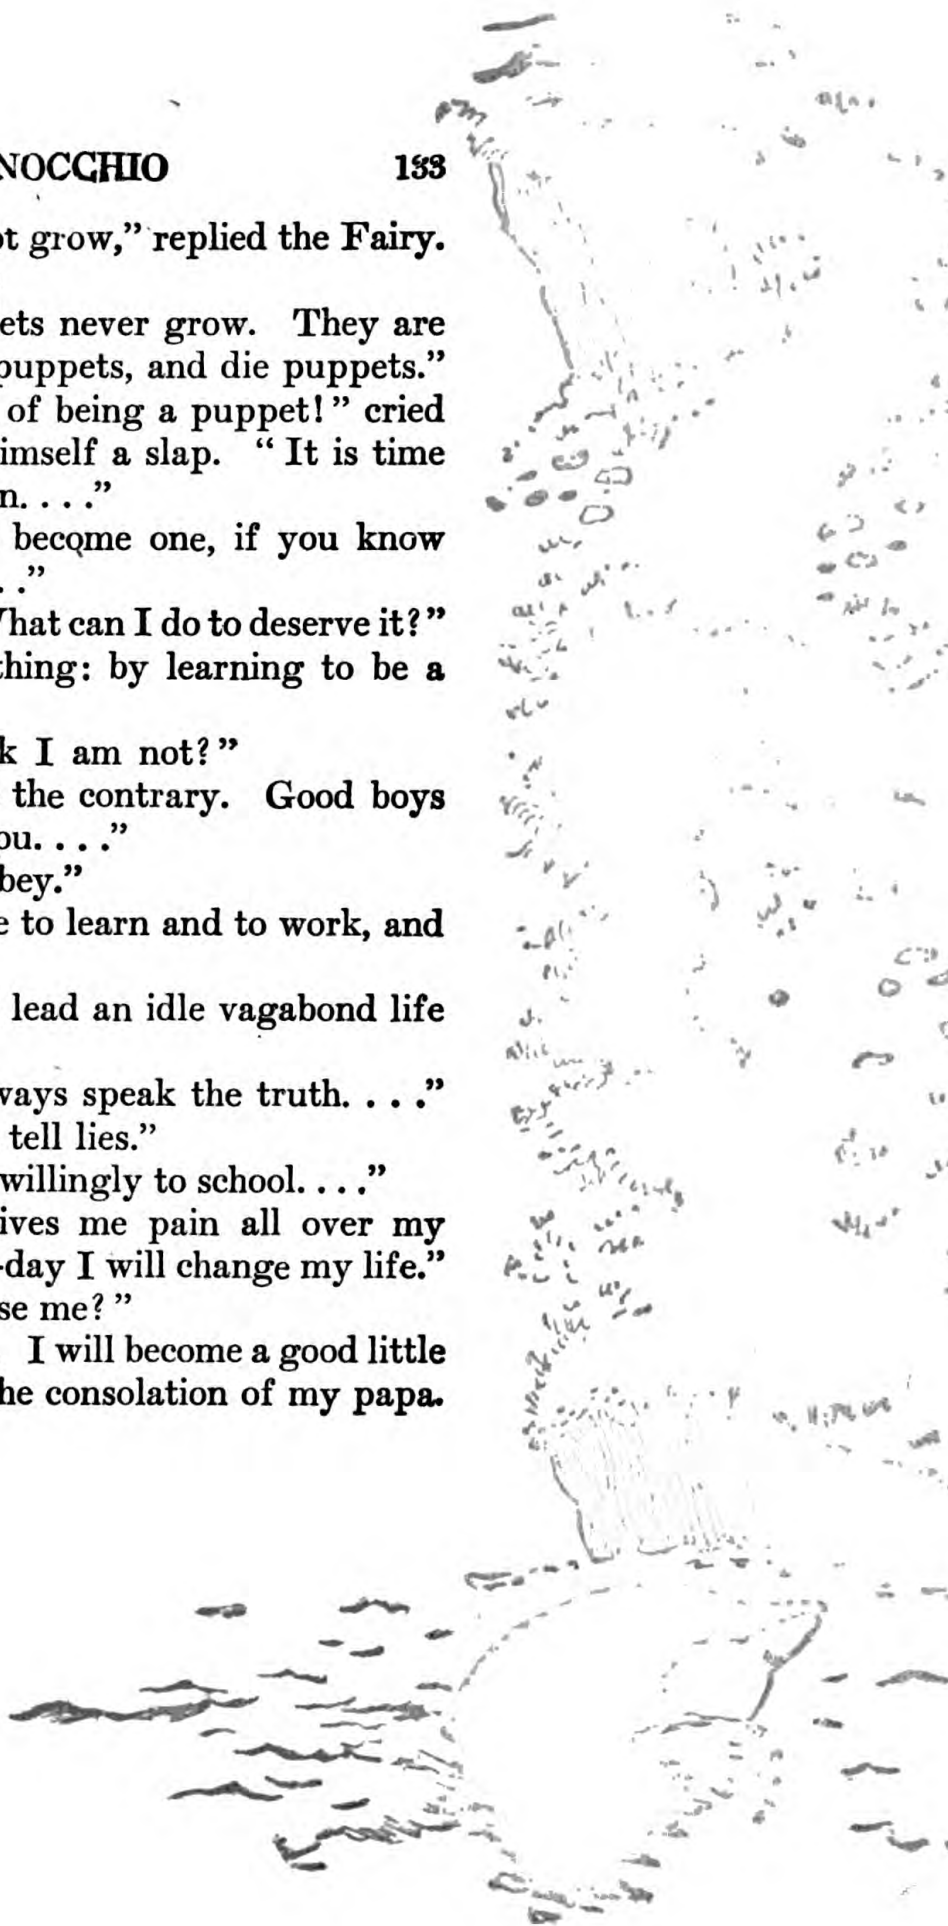 NOCCHIO 133
ot grow,” replied the Fairy.
ets never grow. They are
puppets, and die puppets.”
of being a puppet!” cried
imself a slap. “ It is time
n. . . .”
become one, if you know
. .”
hat can I do to deserve it?”
thing: by learning to be a
k I am not?”
the contrary. Good boys
ou. . . .”
bey.”
e to learn and to work, and
lead an idle vagabond life
ways speak the truth. . . .”
tell lies.”
willingly to school. . . .”
ives me pain all over my
-day I will change my life.”
se me? ”
I will become a good little
he consolation of my papa.